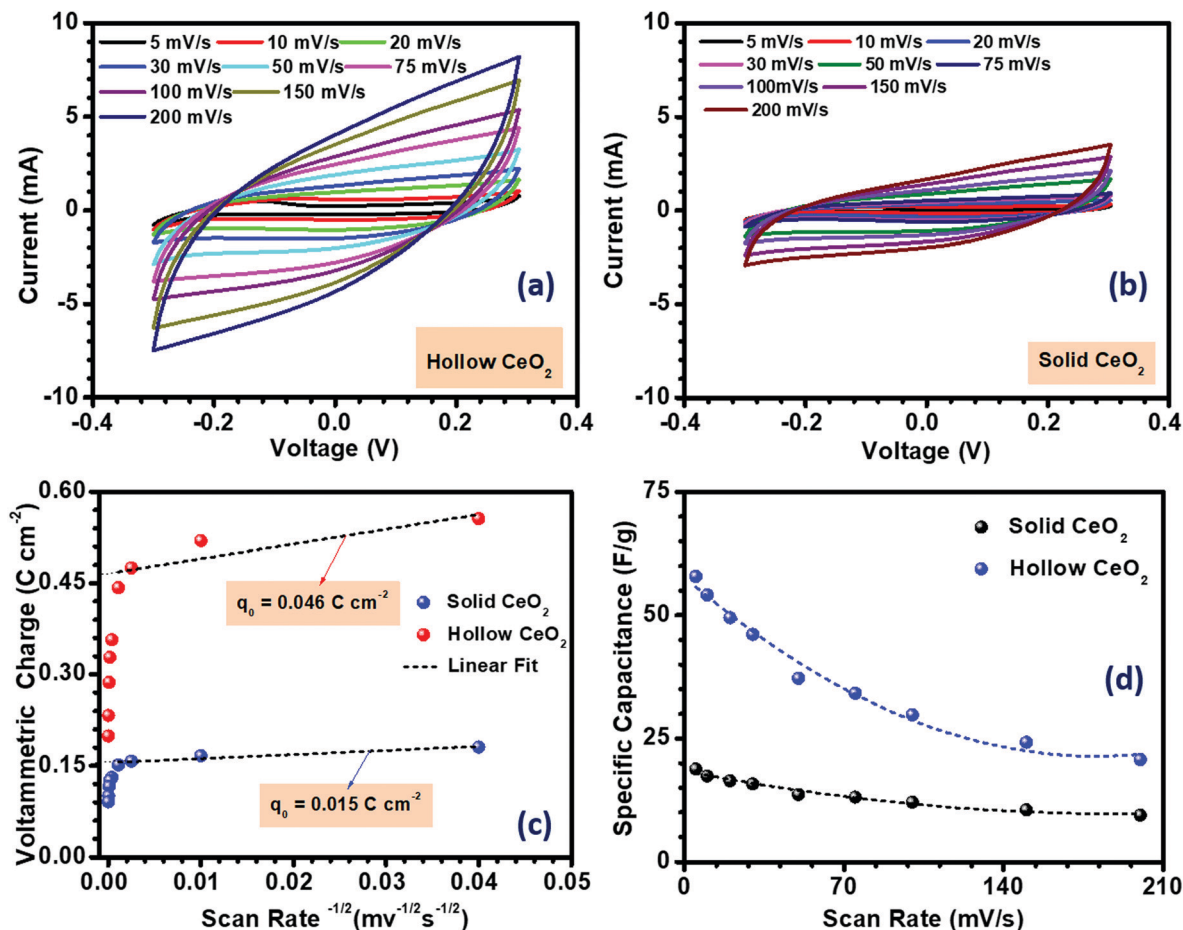 (a)
10
5 mV/s 10 mV/s 20 mV/s
30 mV/s 50 mV/s 75 mV/s
100 mV/s 150 mV/s
200 mV/s
5
0
-5
-10
Current (mA)
Hollow CeO₂
-0.4 -0.2 0.0 0.2 0.4
Voltage (V)
(b)
10
5 mV/s 10 mV/s 20 mV/s
30 mV/s 50 mV/s 75 mV/s
100mV/s 150 mV/s
200 mV/s
5
0
-5
-10
Current (mA)
Solid CeO₂
-0.4 -0.2 0.0 0.2 0.4
Voltage (V)
0.60
0.45
0.30
0.15
0.00
Voltammetric Charge (C cm⁻²)
q₀ = 0.046 C cm⁻²
Solid CeO₂
Hollow CeO₂
Linear Fit
q₀ = 0.015 C cm⁻²
(c)
0.00 0.01 0.02 0.03 0.04 0.05
Scan Rate ⁻¹/²(mv⁻¹/²s⁻¹/²)
75
50
25
0
Specific Capacitance (F/g)
Solid CeO₂
Hollow CeO₂
(d)
0 70 140 210
Scan Rate (mV/s)